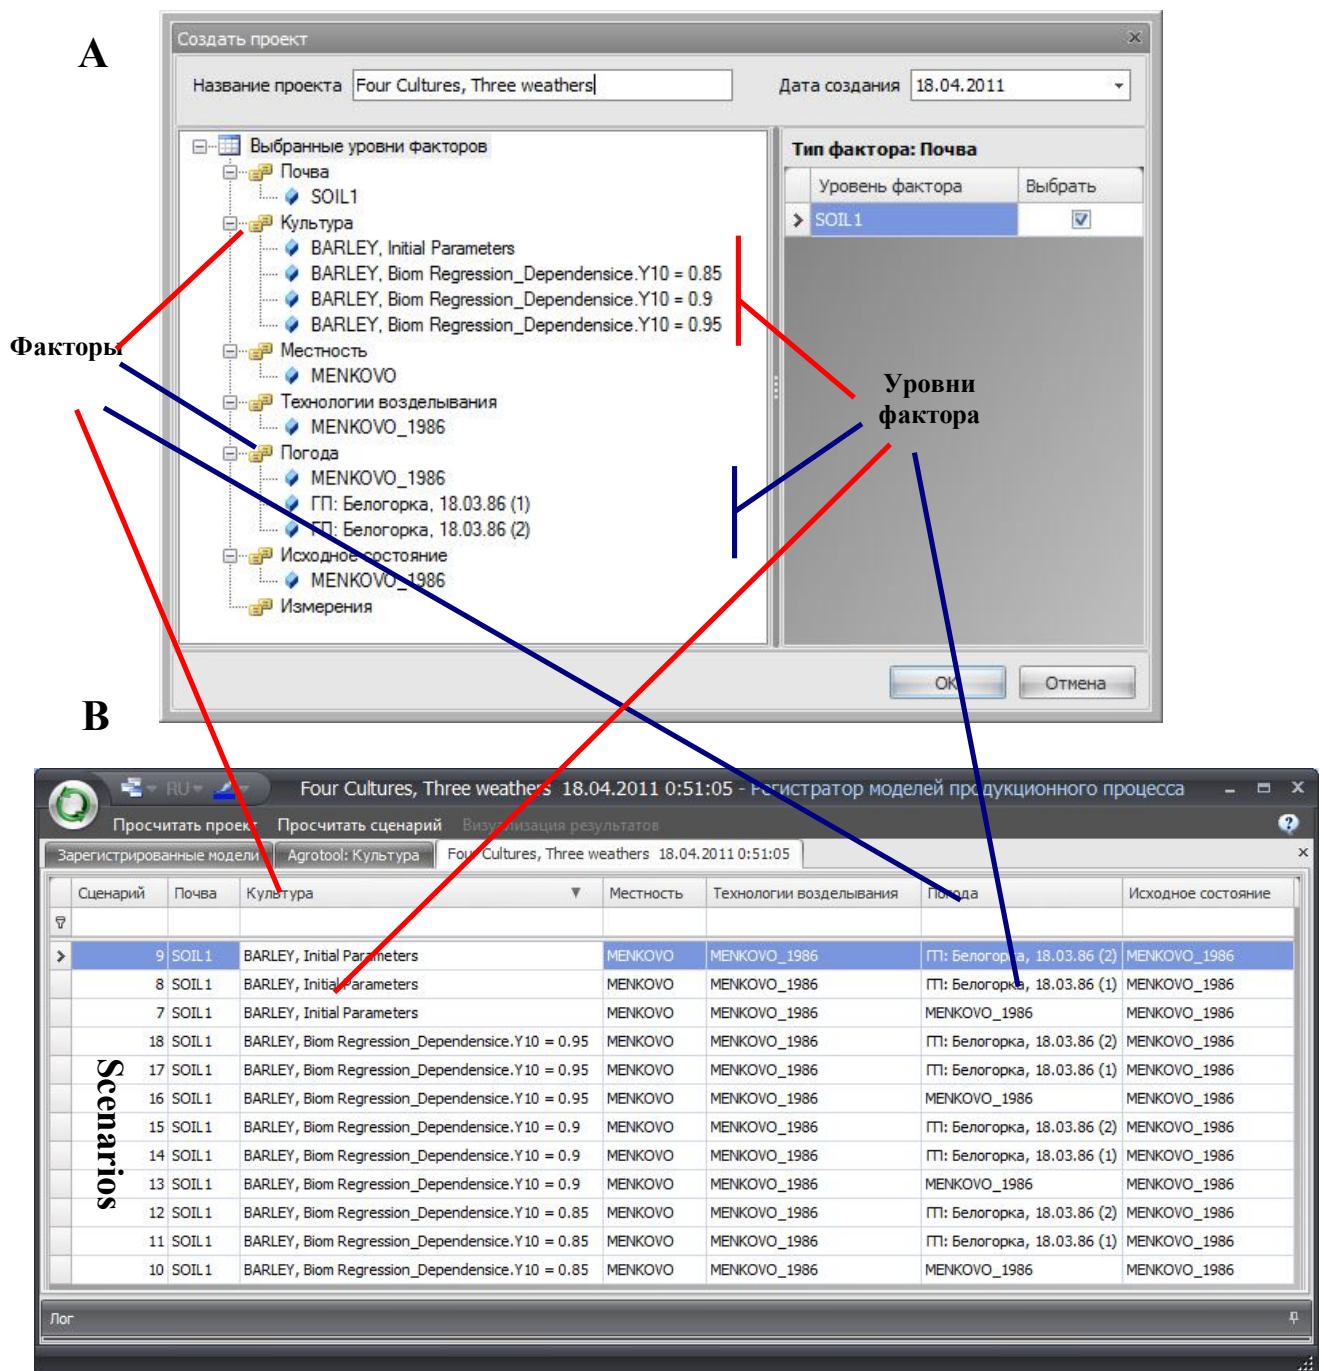 A
Создать проект
Название проекта Four Cultures, Three weathers Дата создания 18.04.2011
Выбранные уровни факторов
Почва
SOIL1
Культура
BARLEY, Initial Parameters
BARLEY, Biom Regression_Dependensice.Y10 = 0.85
BARLEY, Biom Regression_Dependensice.Y10 = 0.9
BARLEY, Biom Regression_Dependensice.Y10 = 0.95
Местность
MENKOVO
Технологии возделывания
MENKOVO_1986
Погода
MENKOVO_1986
ГП: Белогорка, 18.03.86 (1)
ГП: Белогорка, 18.03.86 (2)
Исходное состояние
MENKOVO_1986
Измерения
Тип фактора: Почва
Уровень фактора Выбрать
SOIL1
Факторы
Уровни
фактора
OK Отмена
B
RU Four Cultures, Three weathers 18.04.2011 0:51:05 - Регистратор моделей продукционного процесса
Просчитать проект Просчитать сценарий Визуализация результатов
Зарегистрированные модели Agrotool: Культура Four Cultures, Three weathers 18.04.2011 0:51:05
Сценарий Почва Культура Местность Технологии возделывания Погода Исходное состояние
9 SOIL1 BARLEY, Initial Parameters MENKOVO MENKOVO_1986 ГП: Белогорка, 18.03.86 (2) MENKOVO_1986
8 SOIL1 BARLEY, Initial Parameters MENKOVO MENKOVO_1986 ГП: Белогорка, 18.03.86 (1) MENKOVO_1986
7 SOIL1 BARLEY, Initial Parameters MENKOVO MENKOVO_1986 MENKOVO_1986 MENKOVO_1986
18 SOIL1 BARLEY, Biom Regression_Dependensice.Y10 = 0.95 MENKOVO MENKOVO_1986 ГП: Белогорка, 18.03.86 (2) MENKOVO_1986
17 SOIL1 BARLEY, Biom Regression_Dependensice.Y10 = 0.95 MENKOVO MENKOVO_1986 ГП: Белогорка, 18.03.86 (1) MENKOVO_1986
16 SOIL1 BARLEY, Biom Regression_Dependensice.Y10 = 0.95 MENKOVO MENKOVO_1986 MENKOVO_1986 MENKOVO_1986
15 SOIL1 BARLEY, Biom Regression_Dependensice.Y10 = 0.9 MENKOVO MENKOVO_1986 ГП: Белогорка, 18.03.86 (2) MENKOVO_1986
14 SOIL1 BARLEY, Biom Regression_Dependensice.Y10 = 0.9 MENKOVO MENKOVO_1986 ГП: Белогорка, 18.03.86 (1) MENKOVO_1986
13 SOIL1 BARLEY, Biom Regression_Dependensice.Y10 = 0.9 MENKOVO MENKOVO_1986 MENKOVO_1986 MENKOVO_1986
12 SOIL1 BARLEY, Biom Regression_Dependensice.Y10 = 0.85 MENKOVO MENKOVO_1986 ГП: Белогорка, 18.03.86 (2) MENKOVO_1986
11 SOIL1 BARLEY, Biom Regression_Dependensice.Y10 = 0.85 MENKOVO MENKOVO_1986 ГП: Белогорка, 18.03.86 (1) MENKOVO_1986
10 SOIL1 BARLEY, Biom Regression_Dependensice.Y10 = 0.85 MENKOVO MENKOVO_1986 MENKOVO_1986 MENKOVO_1986
Scenarios
Лог